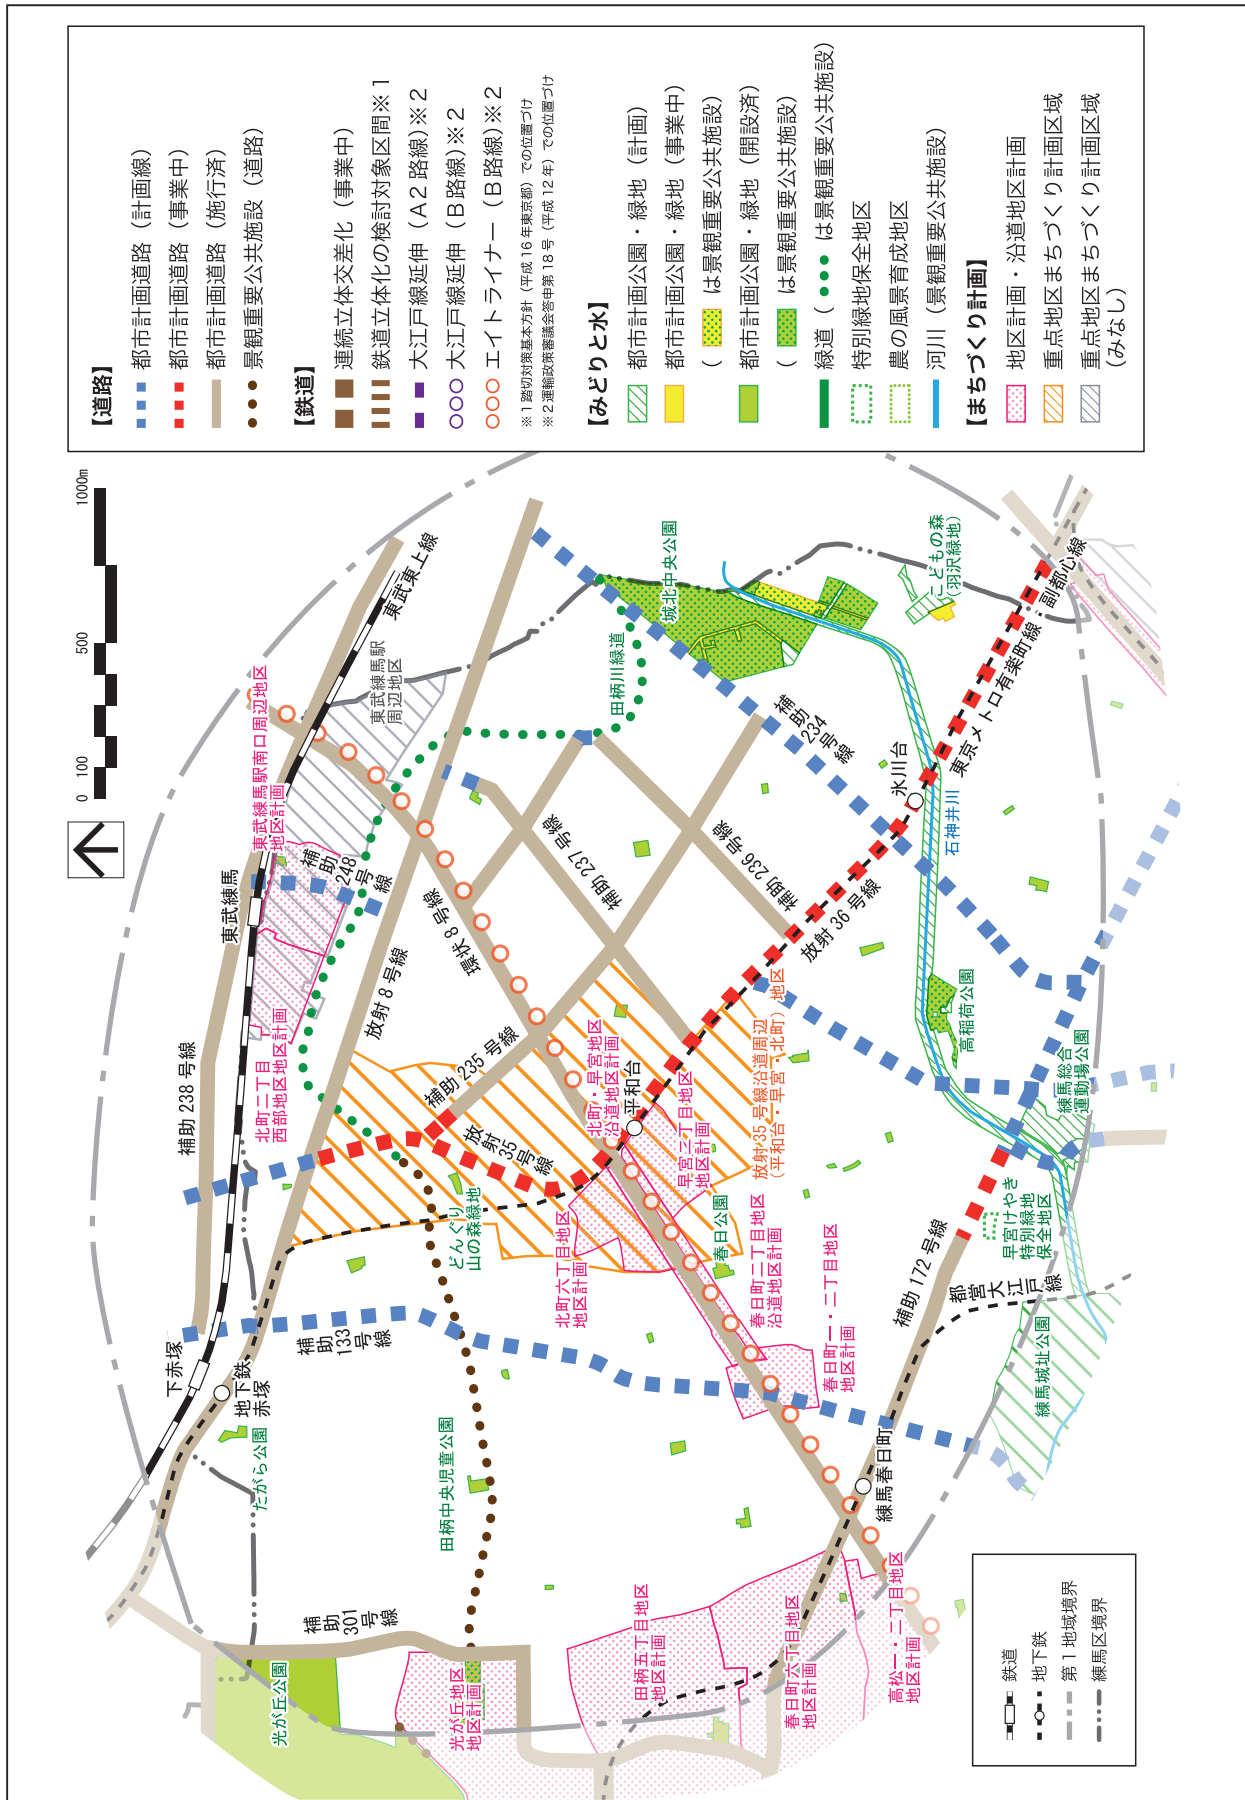 【道路】
都市計画道路（計画線）
都市計画道路（事業中）
都市計画道路（施行済）
景観重要公共施設（道路）
【鉄道】
連続立体交差化（事業中）
鉄道立体化の検討対象区間※１
大江戸線延伸（Ａ２路線）※２
大江戸線延伸（Ｂ路線）※２
エイトライナー（Ｂ路線）※２
※１踏切対策基本方針（平成16年東京都）での位置づけ
※２運輸政策審議会答申第18号（平成12年）での位置づけ
【みどりと水】
都市計画公園・緑地（計画）
都市計画公園・緑地（事業中）
（　は景観重要公共施設）
都市計画公園・緑地（開設済）
（　は景観重要公共施設）
緑道（　は景観重要公共施設）
特別緑地保全地区
農の風景育成地区
河川（景観重要公共施設）
【まちづくり計画】
地区計画・沿道地区計画
重点地区まちづくり計画区域
重点地区まちづくり計画区域
（みなし）
0　100　500　1000m
東武東上線
東武練馬駅南口周辺地区
地区計画
東武練馬駅
周辺地区
東武練馬
補助
248
号
線
補助 238 号線
北町二丁目
西部地区地区計画
放射 8 号線
環状 8 号線
補助 237 号線
補助 236 号線
補助
234
号
線
田柄川緑道
城北中央公園
こどもの森
（羽沢緑地）
東京メトロ有楽町線・副都心線
氷川台
石神井川
放射 36 号線
高稲荷公園
補助 235 号線
放射
35
号
線
北町・早宮地区
沿道地区計画
平和台
早宮二丁目地区
地区計画
放射 35 号線沿道周辺
（平和台・早宮・北町）地区
練馬総合
運動場公園
早宮けやき
特別緑地
保全地区
どんぐり
山の森緑地
北町六丁目地区
地区計画
春日公園
春日町二丁目地区
沿道地区計画
春日町一・二丁目地区
地区計画
補助 172 号線
都営大江戸線
練馬城址公園
下赤塚
地下鉄
赤塚
補助
133
号
線
たがら公園
田柄中央児童公園
練馬春日町
補助
301
号
線
光が丘公園
光が丘地区
地区計画
田柄五丁目地区
地区計画
春日町六丁目地区
地区計画
高松一・二丁目地区
地区計画
鉄道
地下鉄
第１地域境界
練馬区境界